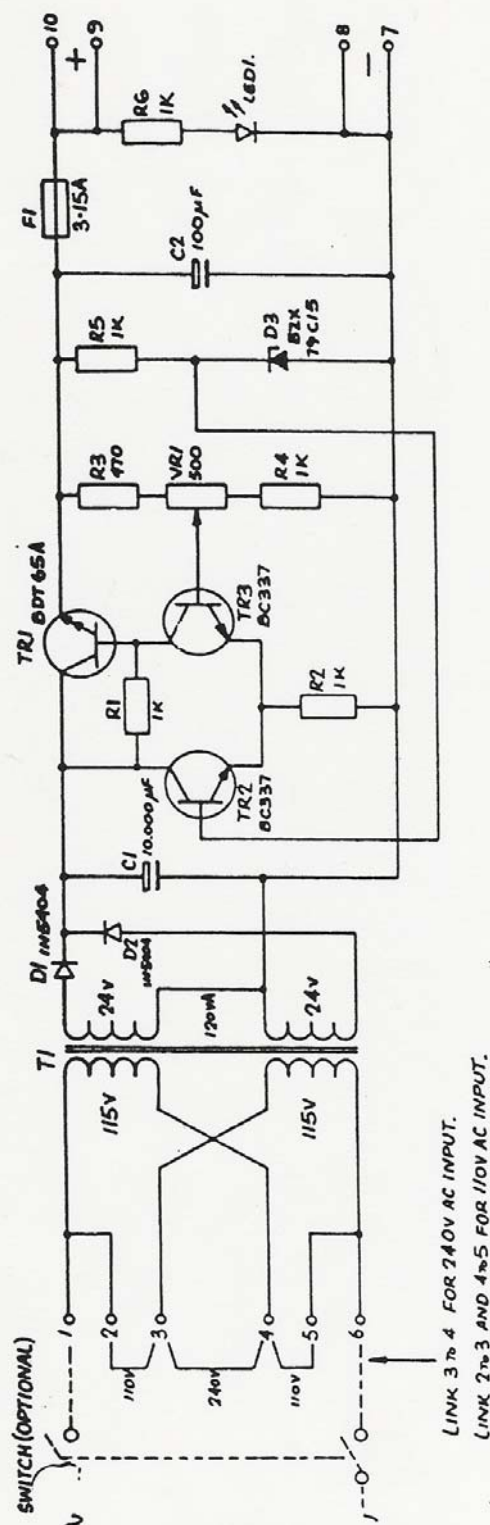 SWITCH (OPTIONAL)
1
2
3
4
5
6
110V
240V
110V
T1
115V
115V
24V
24V
120VA
D1 1N5404
D2
1N5404
C1
10.000µF
TR1
BDT65A
R1
1K
TR2
BC337
TR3
BC337
R2
1K
R3
470
VR1
500
R4
1K
R5
1K
D3
BZX
79C15
C2
100µF
F1
3·15A
R6
1K
LED1.
10
+
9
8
−
7
LINK 3 TO 4 FOR 240V AC INPUT.
LINK 2 TO 3 AND 4 TO 5 FOR 110V AC INPUT.